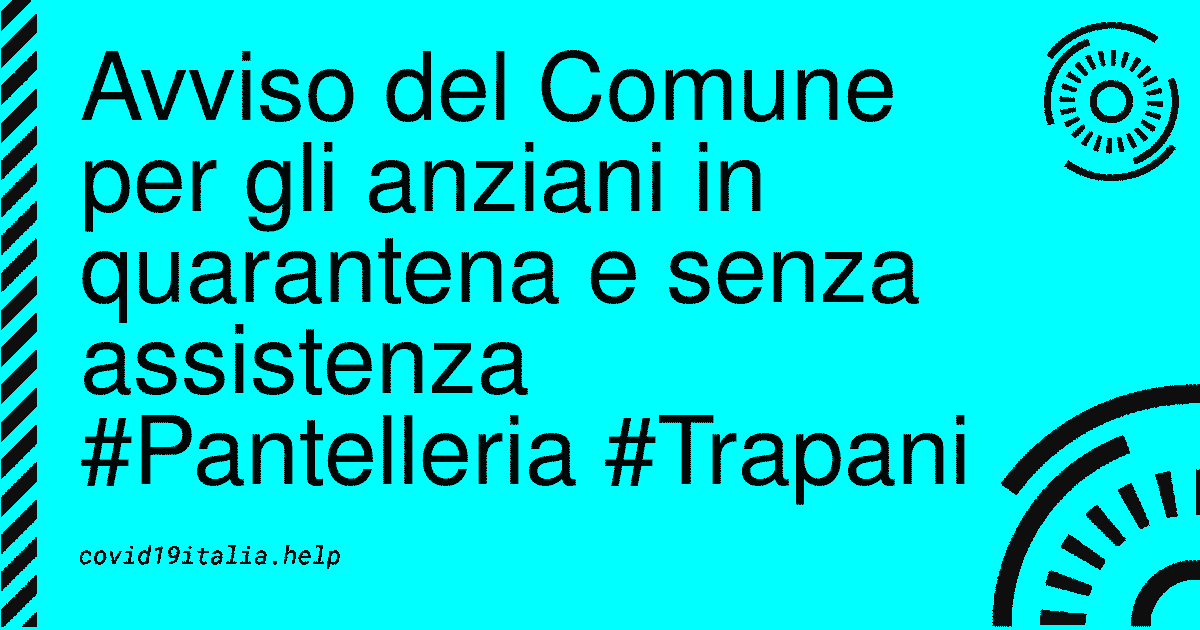 Avviso del Comune
per gli anziani in
quarantena e senza
assistenza
#Pantelleria #Trapani
covid19italia.help